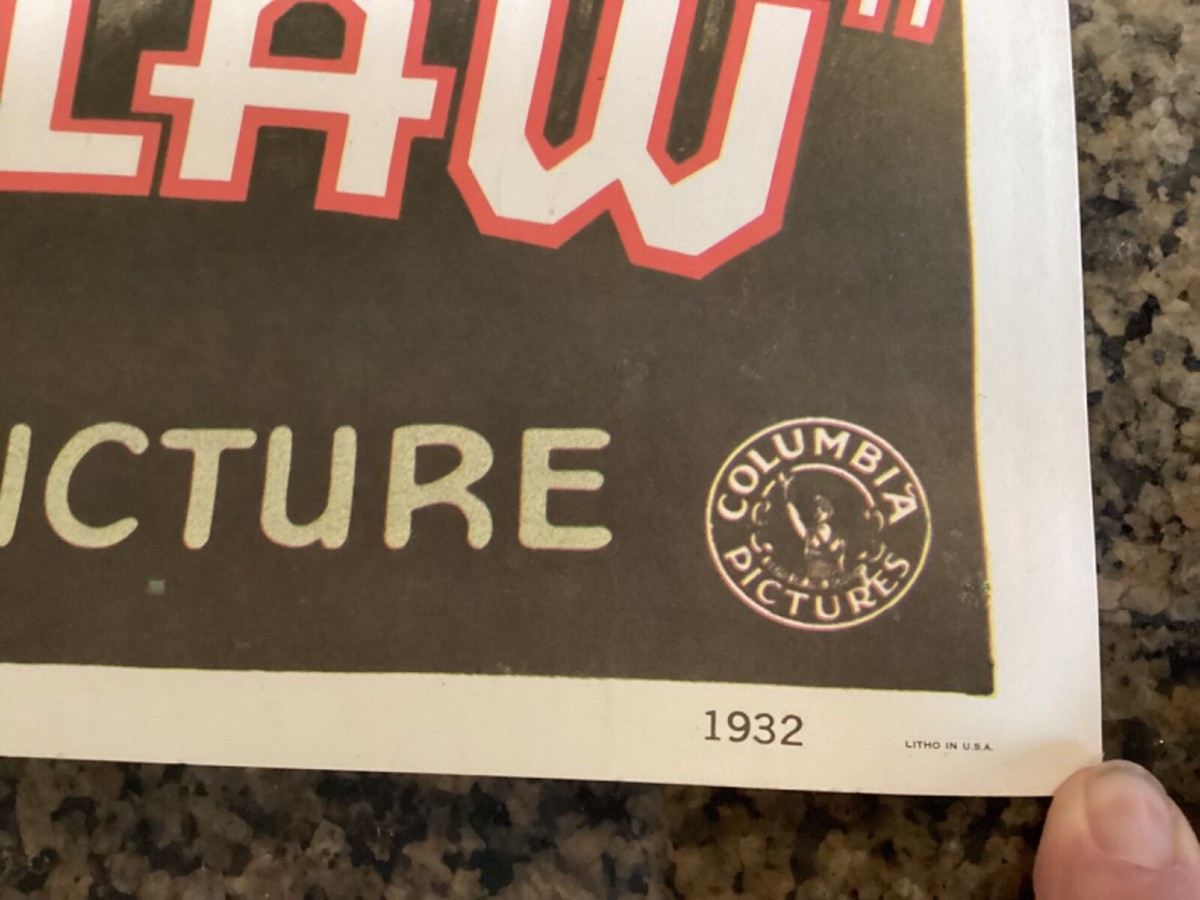 LAW"
ICTURE
COLUMBIA
PICTURES
1932
LITHO IN U.S.A.